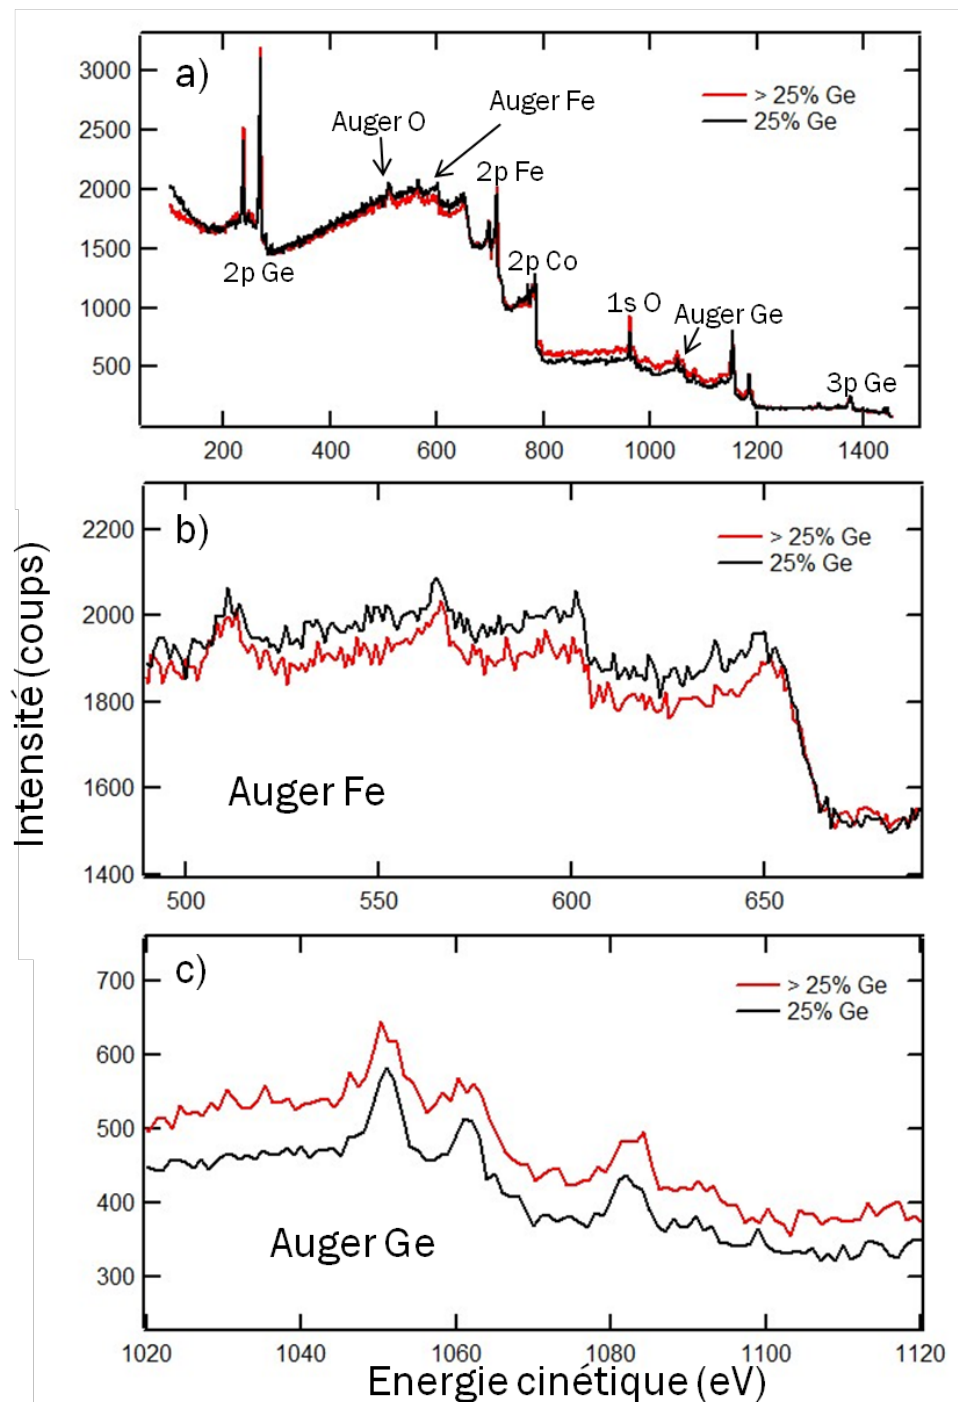 a)
3000
2500
2000
1500
1000
500
Auger O
Auger Fe
2p Fe
2p Ge
2p Co
1s O
Auger Ge
3p Ge
> 25% Ge
25% Ge
200 400 600 800 1000 1200 1400
Intensité (coups)
b)
2200
2000
1800
1600
1400
> 25% Ge
25% Ge
Auger Fe
500 550 600 650
c)
700
600
500
400
300
> 25% Ge
25% Ge
Auger Ge
1020 1040 1060 1080 1100 1120
Energie cinétique (eV)